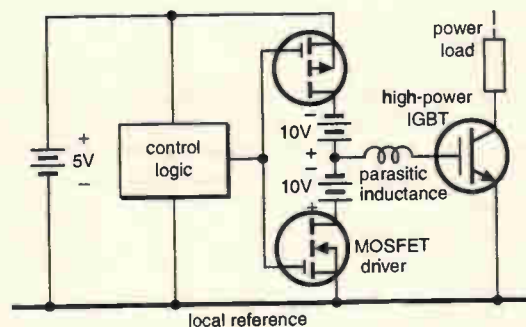 power
load
high-power
IGBT
+
5V
−
control
logic
−
10V
+
10V
+
parasitic
inductance
MOSFET
driver
local reference